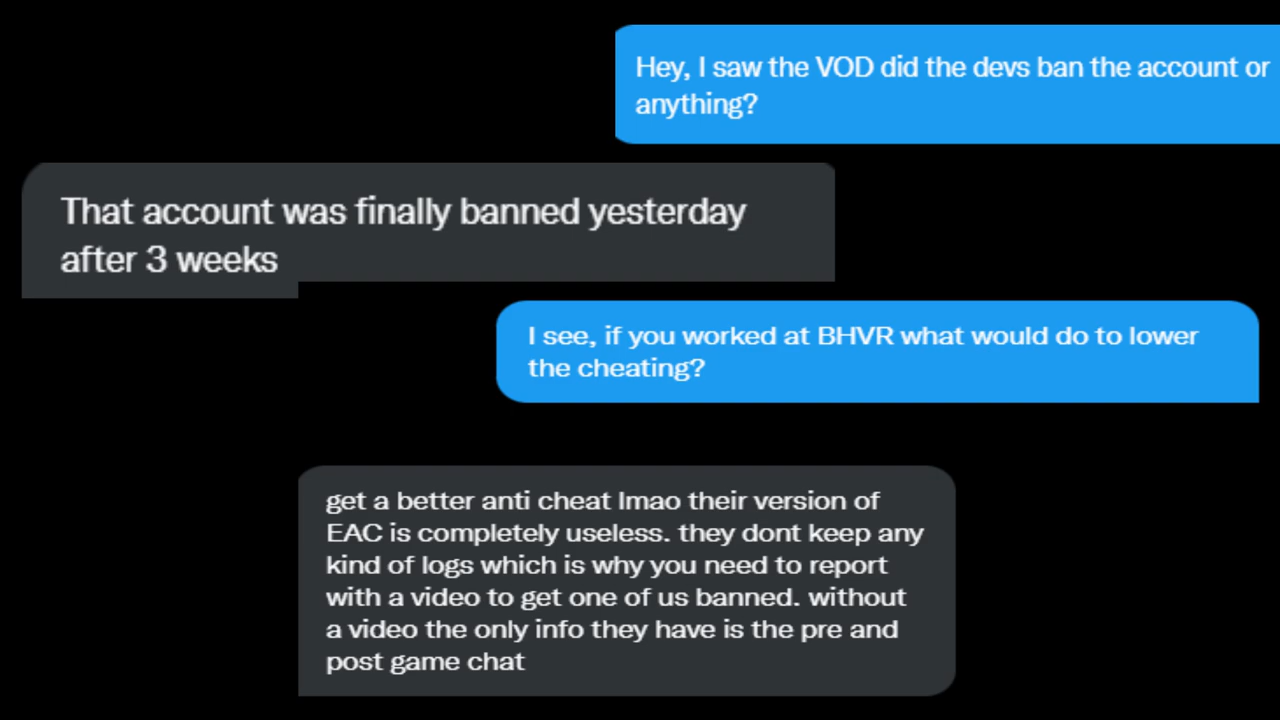 Hey, I saw the VOD did the devs ban the account or
anything?
That account was finally banned yesterday
after 3 weeks
I see, if you worked at BHVR what would do to lower
the cheating?
get a better anti cheat lmao their version of
EAC is completely useless. they dont keep any
kind of logs which is why you need to report
with a video to get one of us banned. without
a video the only info they have is the pre and
post game chat